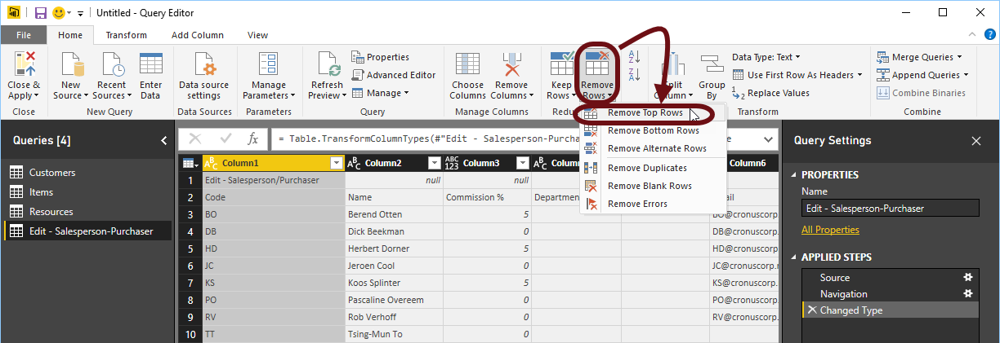 Untitled - Query Editor
File Home Transform Add Column View
Close & Apply
New Source
Recent Sources
Enter Data
Data source settings
Manage Parameters
Refresh Preview
Properties
Advanced Editor
Manage
Choose Columns
Remove Columns
Keep Rows
Remove Rows
Split Column
Group By
Data Type: Text
Use First Row As Headers
Replace Values
Merge Queries
Append Queries
Combine Binaries
Close New Query Data Sources Parameters Query Manage Columns Transform Combine
Remove Top Rows
Remove Bottom Rows
Remove Alternate Rows
Remove Duplicates
Remove Blank Rows
Remove Errors
Queries [4]
Customers
Items
Resources
Edit - Salesperson-Purchaser
= Table.TransformColumnTypes(#"Edit - Salesperson-Purcha
Column1 Column2 Column3 Column6
1 Edit - Salesperson/Purchaser null null
2 Code Name Commission %
3 BO Berend Otten 5 BO@cronuscorp.
4 DB Dick Beekman 0 DB@cronuscorp.
5 HD Herbert Dorner 5 HD@cronuscorp.
6 JC Jeroen Cool 0 JC@cronuscorp.
7 KS Koos Splinter 5 KS@cronuscorp.
8 PO Pascaline Overeem 0 PO@cronuscorp.
9 RV Rob Verhoff 0 RV@cronuscorp.
10 TT Tsing-Mun To 0
Query Settings
PROPERTIES
Name
Edit - Salesperson-Purchaser
All Properties
APPLIED STEPS
Source
Navigation
Changed Type